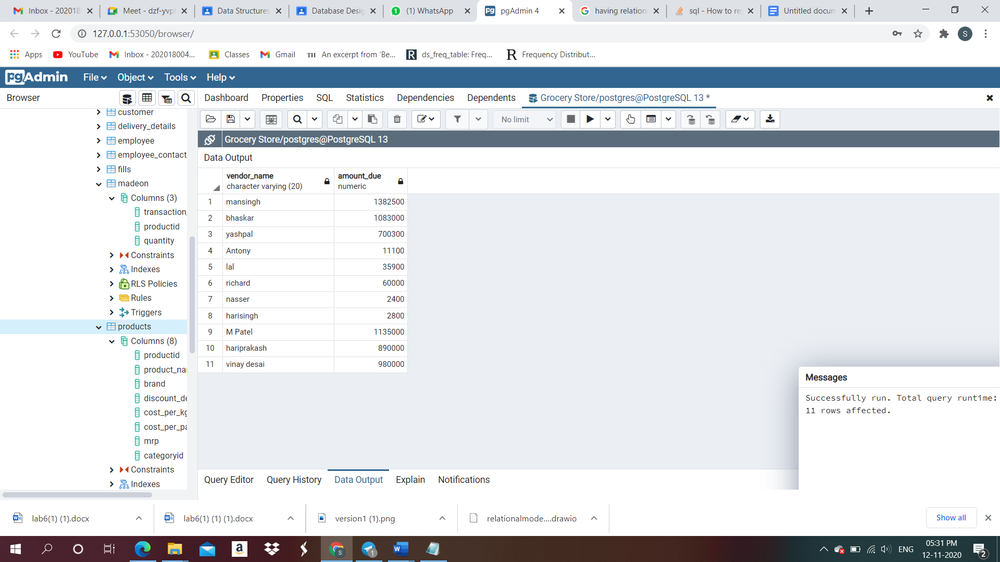 Inbox - 202018
Meet - dzf-yvp
Data Structures
Database Desig
(1) WhatsApp
pgAdmin 4
having relation
sql - How to re
Untitled docum
127.0.0.1:53050/browser/
S
Apps
YouTube
Inbox - 202018004...
Classes
Gmail
TH An excerpt from 'Be...
R ds_freq_table: Freq...
R Frequency Distribut...
pgAdmin
File
Object
Tools
Help
Browser
Dashboard
Properties
SQL
Statistics
Dependencies
Dependents
Grocery Store/postgres@PostgreSQL 13 *
No limit
Grocery Store/postgres@PostgreSQL 13
customer
delivery_details
employee
employee_contact
fills
madeon
Columns (3)
transaction_
productid
quantity
Constraints
Indexes
RLS Policies
Rules
Triggers
products
Columns (8)
productid
product_na
brand
discount_de
cost_per_kg
cost_per_pa
mrp
categoryid
Constraints
Indexes
Data Output
vendor_name
character varying (20)
amount_due
numeric
1 mansingh 1382500
2 bhaskar 1083000
3 yashpal 700300
4 Antony 11100
5 lal 35900
6 richard 60000
7 nasser 2400
8 harisingh 2800
9 M Patel 1135000
10 hariprakash 890000
11 vinay desai 980000
Messages
Successfully run. Total query runtime:
11 rows affected.
Query Editor
Query History
Data Output
Explain
Notifications
lab6(1) (1).docx
lab6(1) (1) (1).docx
version1 (1).png
relationalmode....drawio
Show all
ENG
05:31 PM
12-11-2020
2